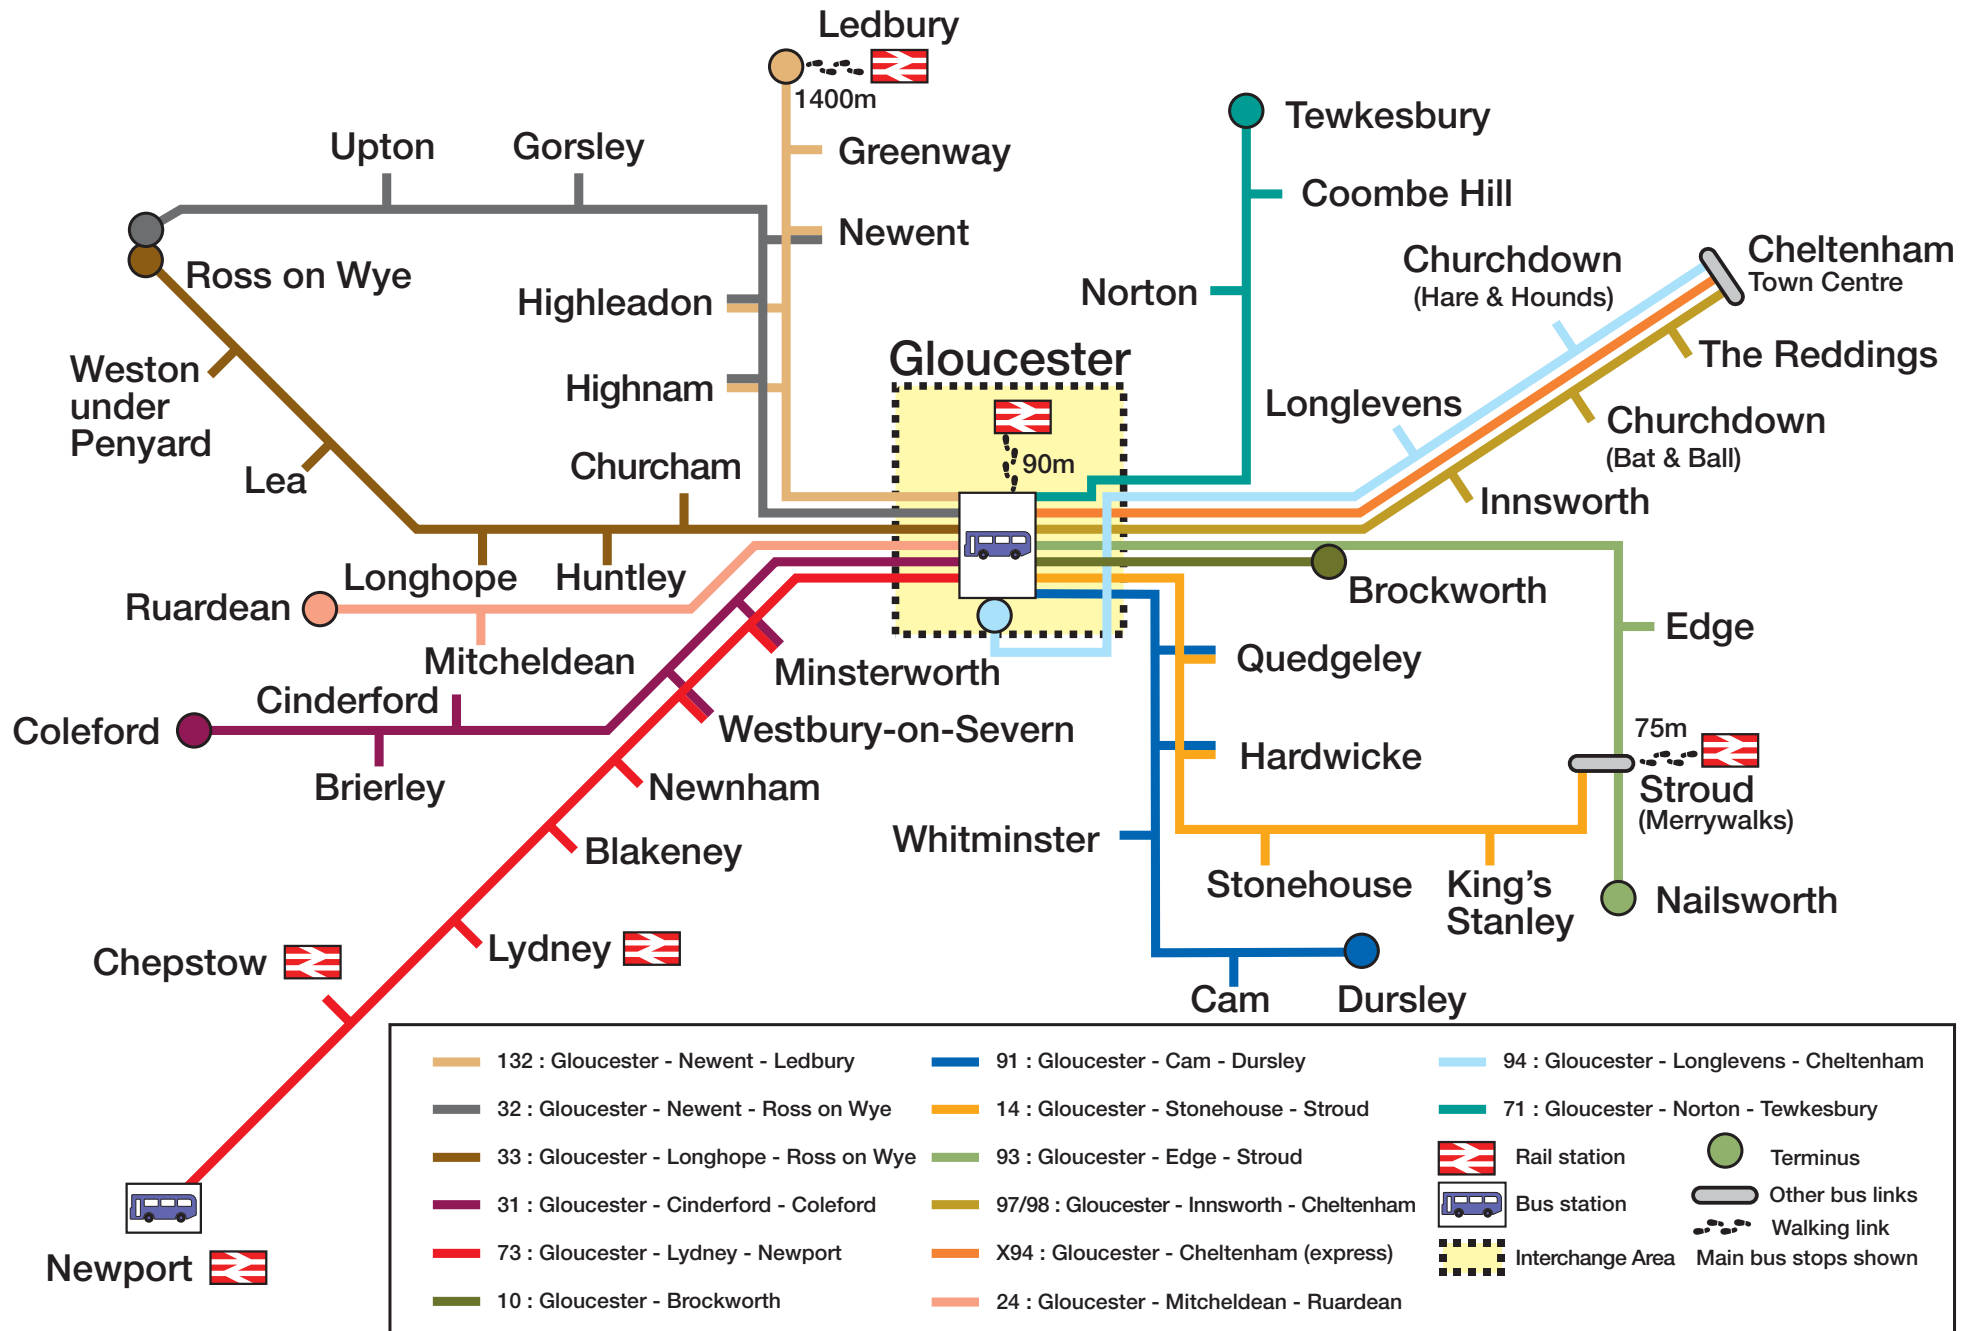 Ledbury
1400m
Greenway
Newent
Upton
Gorsley
Ross on Wye
Highleadon
Highnam
Weston
under
Penyard
Lea
Churcham
Longhope
Huntley
Ruardean
Mitcheldean
Cinderford
Coleford
Brierley
Minsterworth
Westbury-on-Severn
Newnham
Blakeney
Lydney
Chepstow
Newport
Gloucester
90m
Tewkesbury
Coombe Hill
Norton
Churchdown
(Hare & Hounds)
Cheltenham
Town Centre
The Reddings
Longlevens
Churchdown
(Bat & Ball)
Innsworth
Brockworth
Edge
Quedgeley
Hardwicke
75m
Stroud
(Merrywalks)
Whitminster
Stonehouse
King's
Stanley
Nailsworth
Cam
Dursley
132 : Gloucester - Newent - Ledbury
32 : Gloucester - Newent - Ross on Wye
33 : Gloucester - Longhope - Ross on Wye
31 : Gloucester - Cinderford - Coleford
73 : Gloucester - Lydney - Newport
10 : Gloucester - Brockworth
91 : Gloucester - Cam - Dursley
14 : Gloucester - Stonehouse - Stroud
93 : Gloucester - Edge - Stroud
97/98 : Gloucester - Innsworth - Cheltenham
X94 : Gloucester - Cheltenham (express)
24 : Gloucester - Mitcheldean - Ruardean
94 : Gloucester - Longlevens - Cheltenham
71 : Gloucester - Norton - Tewkesbury
Rail station
Bus station
Interchange Area
Terminus
Other bus links
Walking link
Main bus stops shown